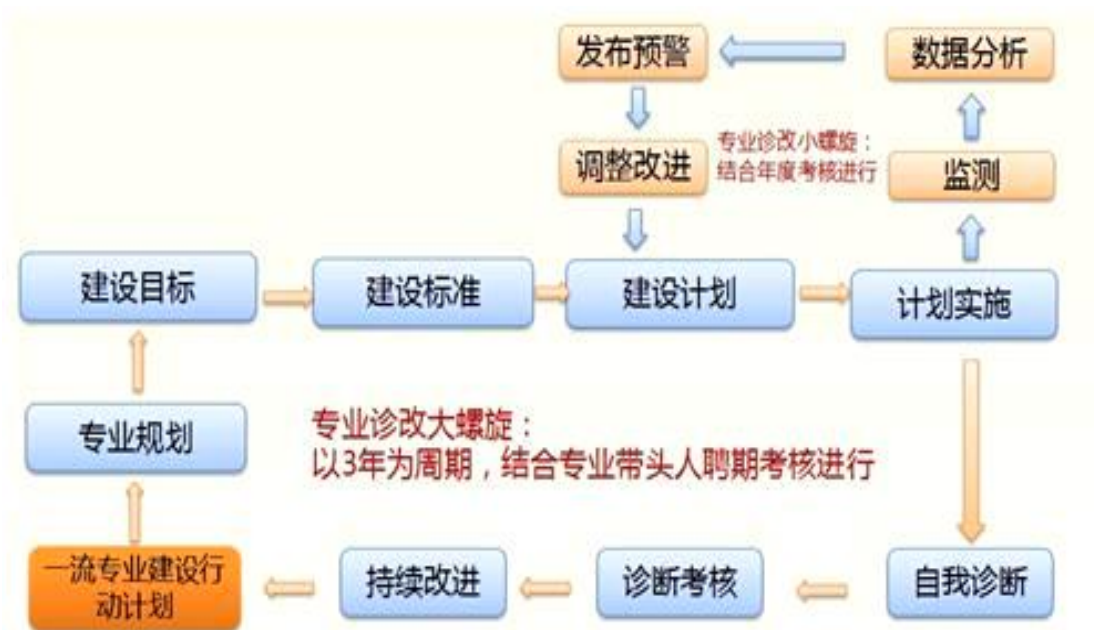 发布预警
数据分析
调整改进
专业诊改小螺旋：
结合年度考核进行
监测
建设目标
建设标准
建设计划
计划实施
专业规划
专业诊改大螺旋：
以3年为周期，结合专业带头人聘期考核进行
一流专业建设行
动计划
持续改进
诊断考核
自我诊断